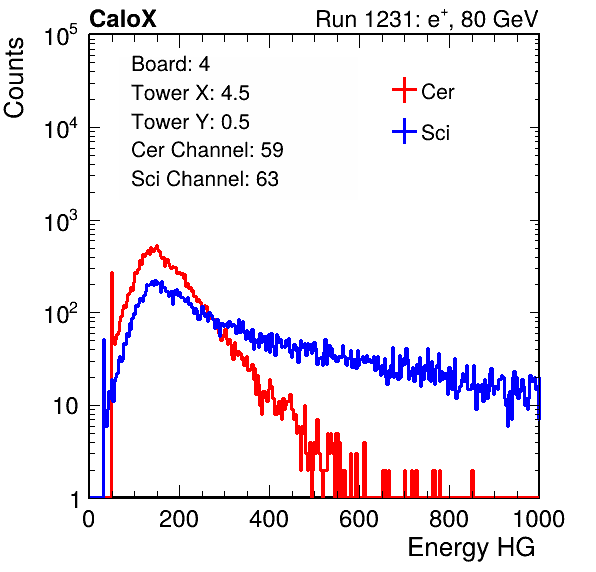 CaloX Run 1231: e⁺, 80 GeV
Counts
10⁵
10⁴
10³
10²
10
1
Board: 4
Tower X: 4.5
Tower Y: 0.5
Cer Channel: 59
Sci Channel: 63
Cer
Sci
0 200 400 600 800 1000
Energy HG